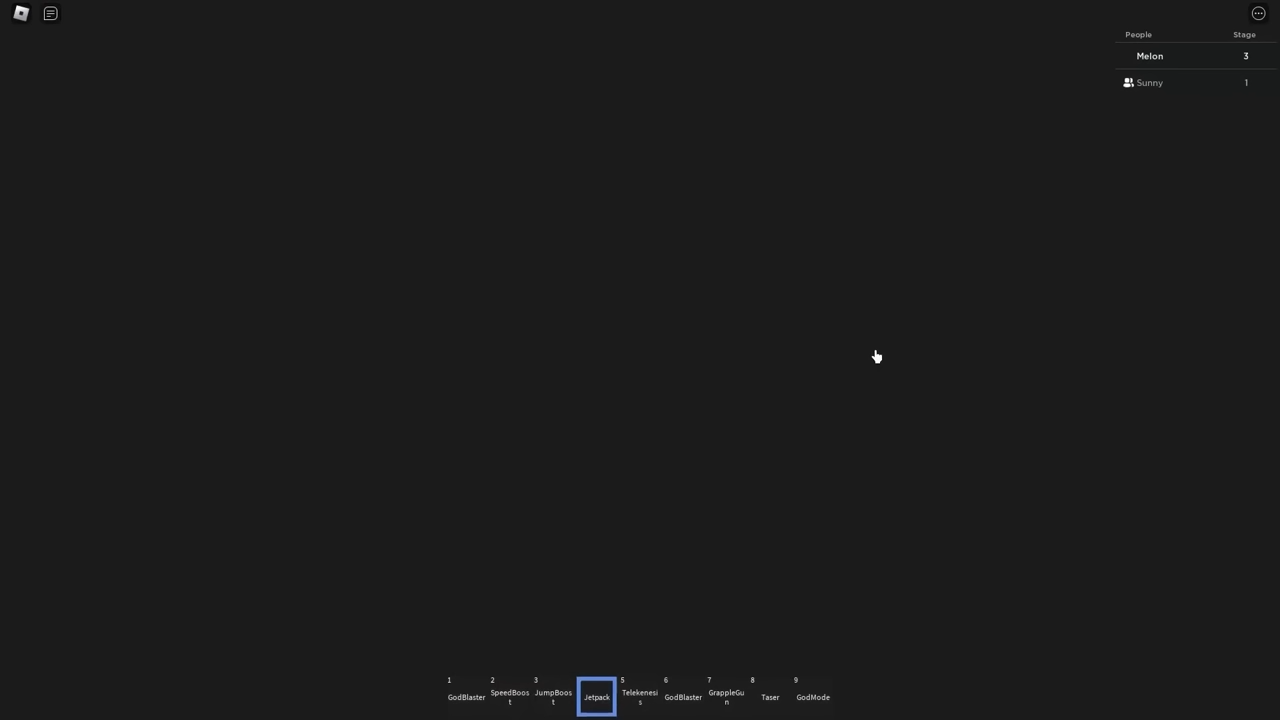 People Stage
Melon 3
Sunny 1
1 2 3 5 6 7 8 9
GodBlaster SpeedBoos
t JumpBoos
t Jetpack Telekenesi
s GodBlaster GrappleGu
n Taser GodMode